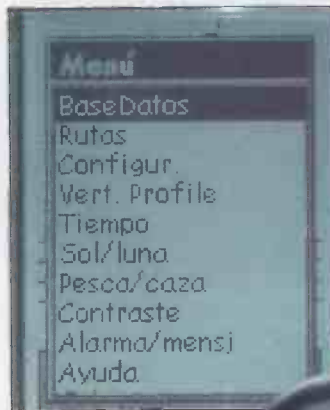 Menú
BaseDatos
Rutas
Configur.
Vert. Profile
Tiempo
Sol/luna
Pesca/caza
Contraste
Alarma/mensj
Ayuda